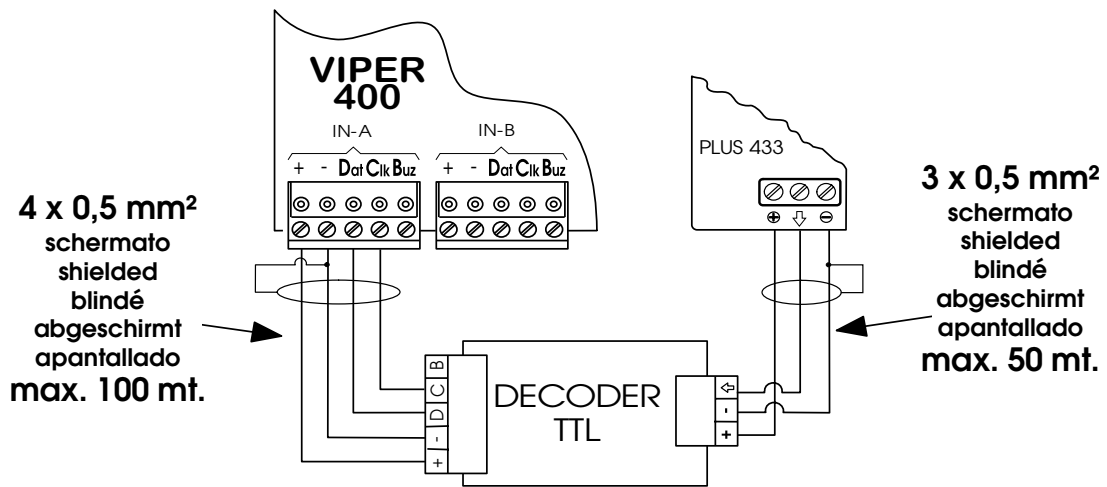 VIPER
400
IN-A
IN-B
+ - Dat Clk Buz
+ - Dat Clk Buz
PLUS 433
4 x 0,5 mm²
schermato
shielded
blindé
abgeschirmt
apantallado
max. 100 mt.
3 x 0,5 mm²
schermato
shielded
blindé
abgeschirmt
apantallado
max. 50 mt.
+ ⇩ -
B
C
D
-
+
DECODER
TTL
⇦
-
+